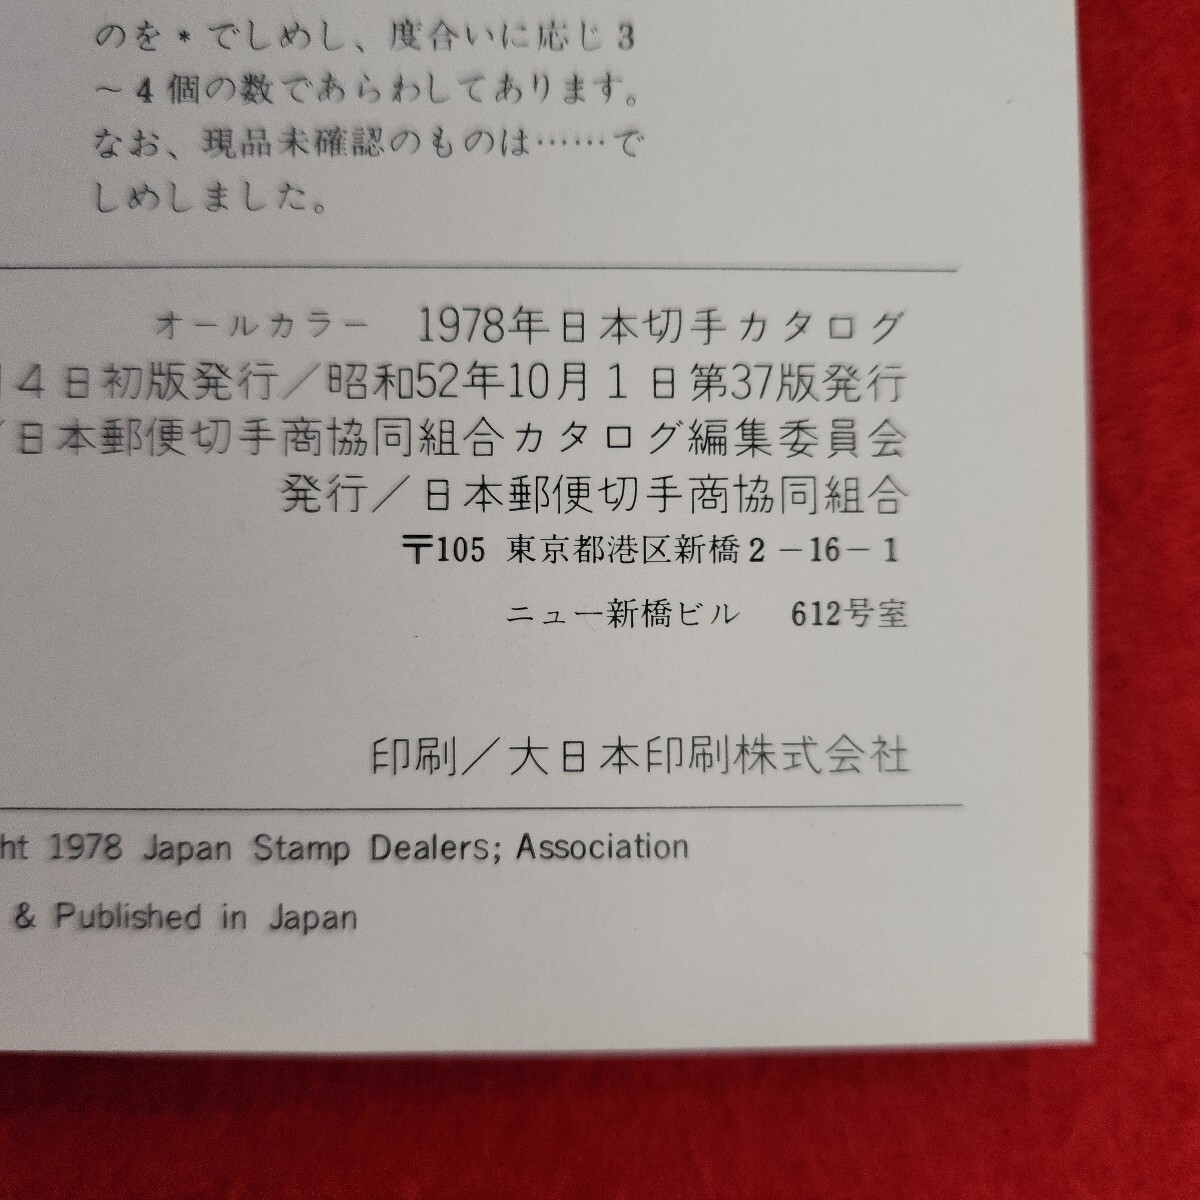 のを＊でしめし、度合いに応じ3
～4個の数であらわしてあります。
なお、現品未確認のものは……で
しめしました。
オールカラー 1978年日本切手カタログ
4日初版発行／昭和52年10月1日第37版発行
／日本郵便切手商協同組合カタログ編集委員会
発行／日本郵便切手商協同組合
〒105 東京都港区新橋2－16－1
ニュー新橋ビル 612号室
印刷／大日本印刷株式会社
ht 1978 Japan Stamp Dealers; Association
& Published in Japan